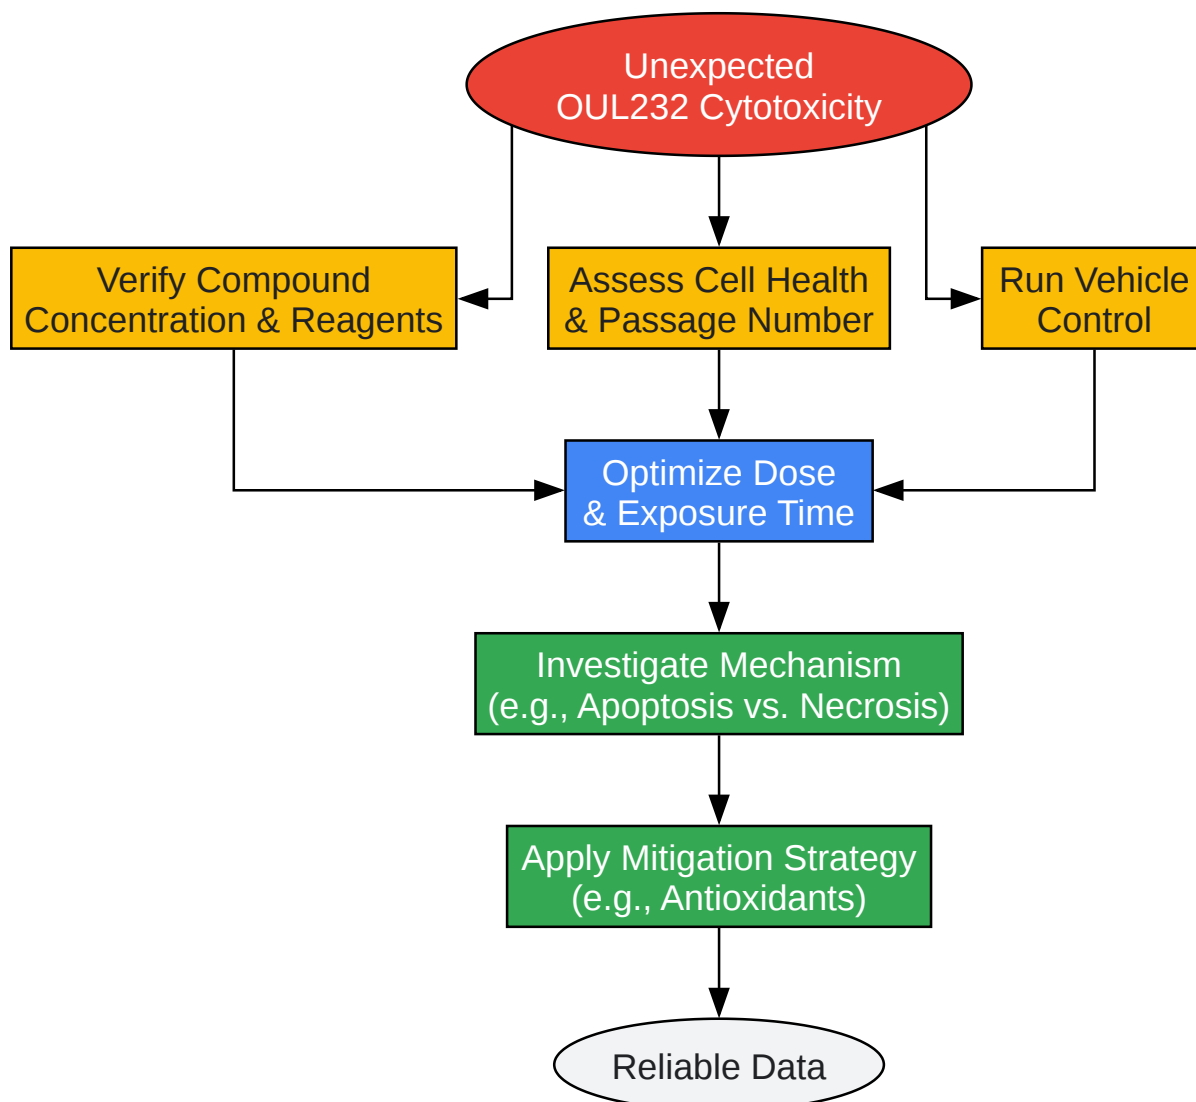 Unexpected
OUL232 Cytotoxicity
Verify Compound
Concentration & Reagents
Assess Cell Health
& Passage Number
Run Vehicle
Control
Optimize Dose
& Exposure Time
Investigate Mechanism
(e.g., Apoptosis vs. Necrosis)
Apply Mitigation Strategy
(e.g., Antioxidants)
Reliable Data